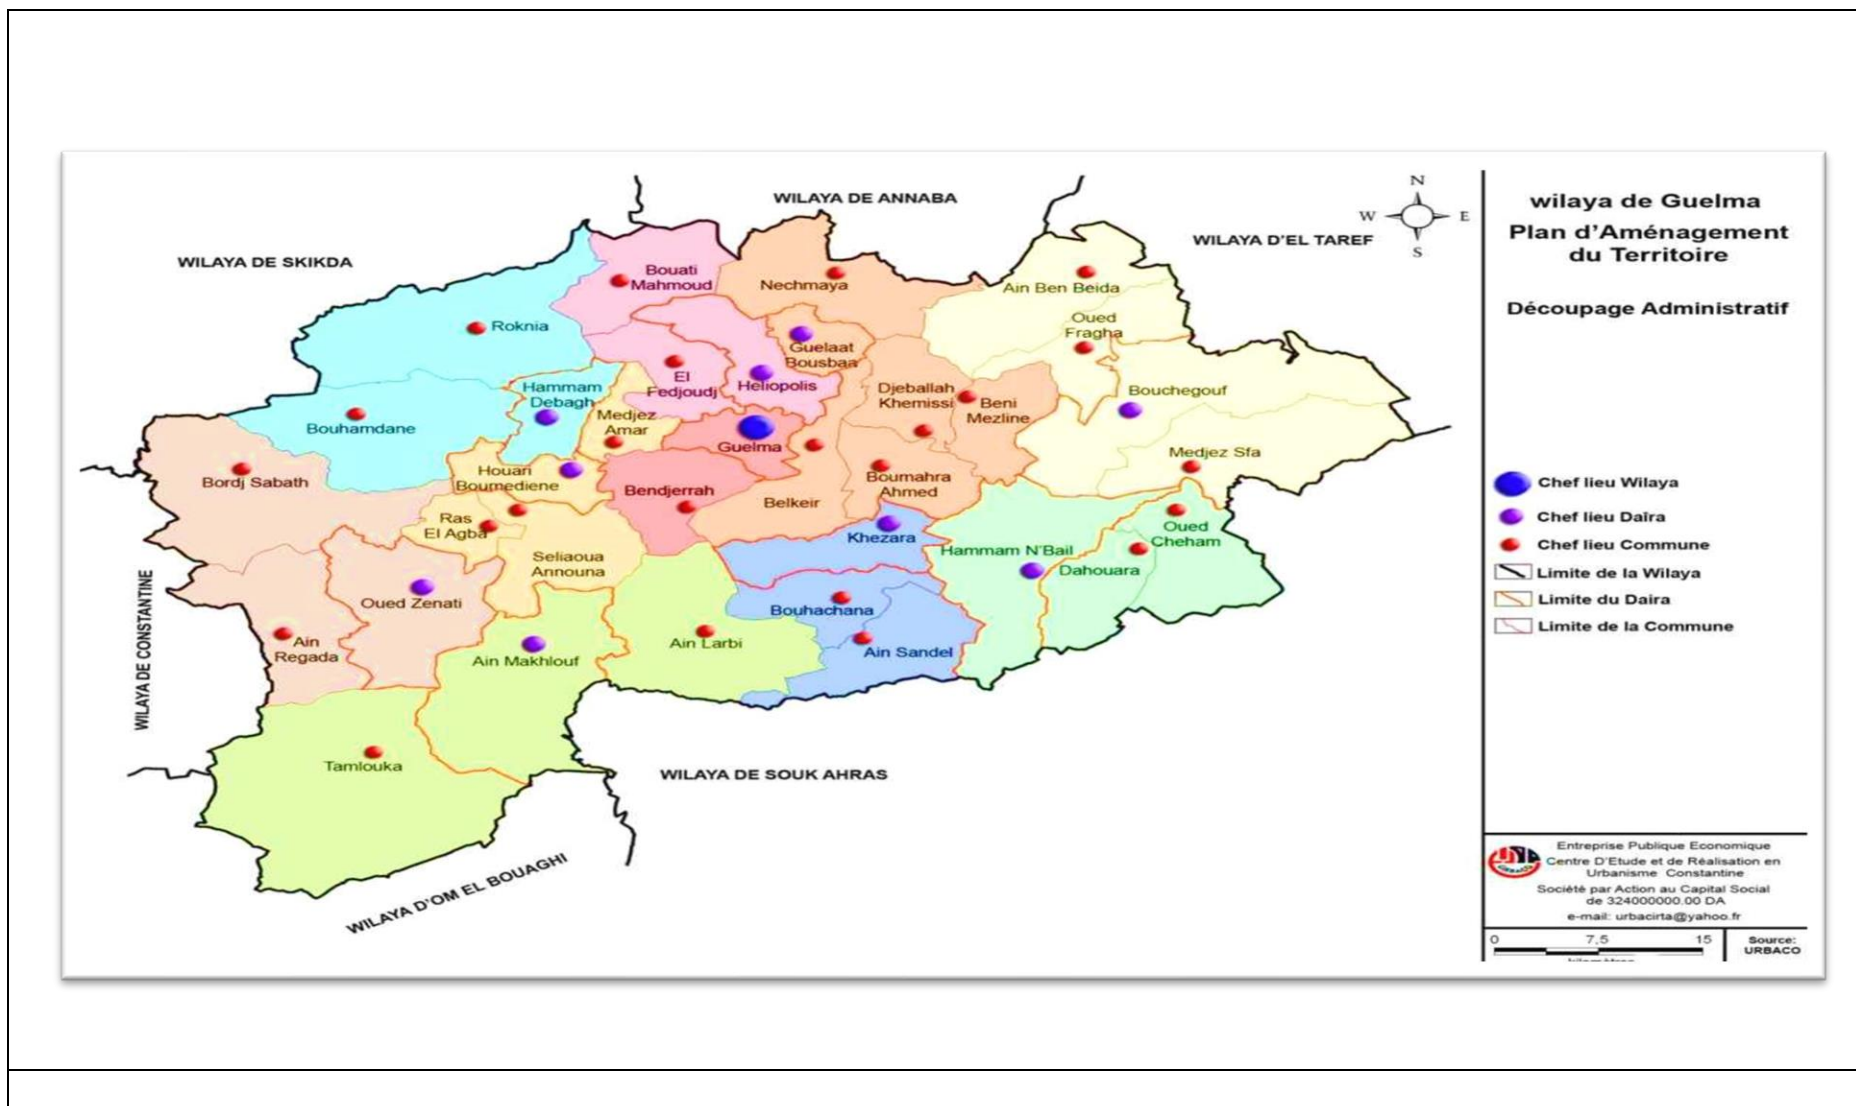 WILAYA DE ANNABA
WILAYA D'EL TAREF
WILAYA DE SKIKDA
N
W
E
S
Bouati
Mahmoud
Nechmaya
Ain Ben Beida
Roknia
Oued
Fragha
Guelaat
Bousbaa
El
Fedjoudj
Heliopolis
Hammam
Debagh
Djeballah
Khemissi
Beni
Mezline
Bouchegouf
Medjez
Amar
Bouhamdane
Guelma
Medjez Sfa
Bordj Sabath
Houari
Boumediene
Bendjerrah
Belkeir
Boumahra
Ahmed
Ras
El Agba
Khezara
Oued
Cheham
Seliaoua
Announa
Hammam N'Bail
Dahouara
Oued Zenati
Bouhachana
Ain
Regada
Ain Makhlouf
Ain Larbi
Ain Sandel
Tamlouka
WILAYA DE CONSTANTINE
WILAYA DE SOUK AHRAS
WILAYA D'OM EL BOUAGHI
wilaya de Guelma
Plan d'Aménagement
du Territoire
Découpage Administratif
Chef lieu Wilaya
Chef lieu Daïra
Chef lieu Commune
Limite de la Wilaya
Limite du Daira
Limite de la Commune
Entreprise Publique Economique
Centre D'Etude et de Réalisation en
Urbanisme Constantine
Société par Action au Capital Social
de 324000000.00 DA
e-mail: urbacirta@yahoo.fr
0 7,5 15
Source:
URBACO